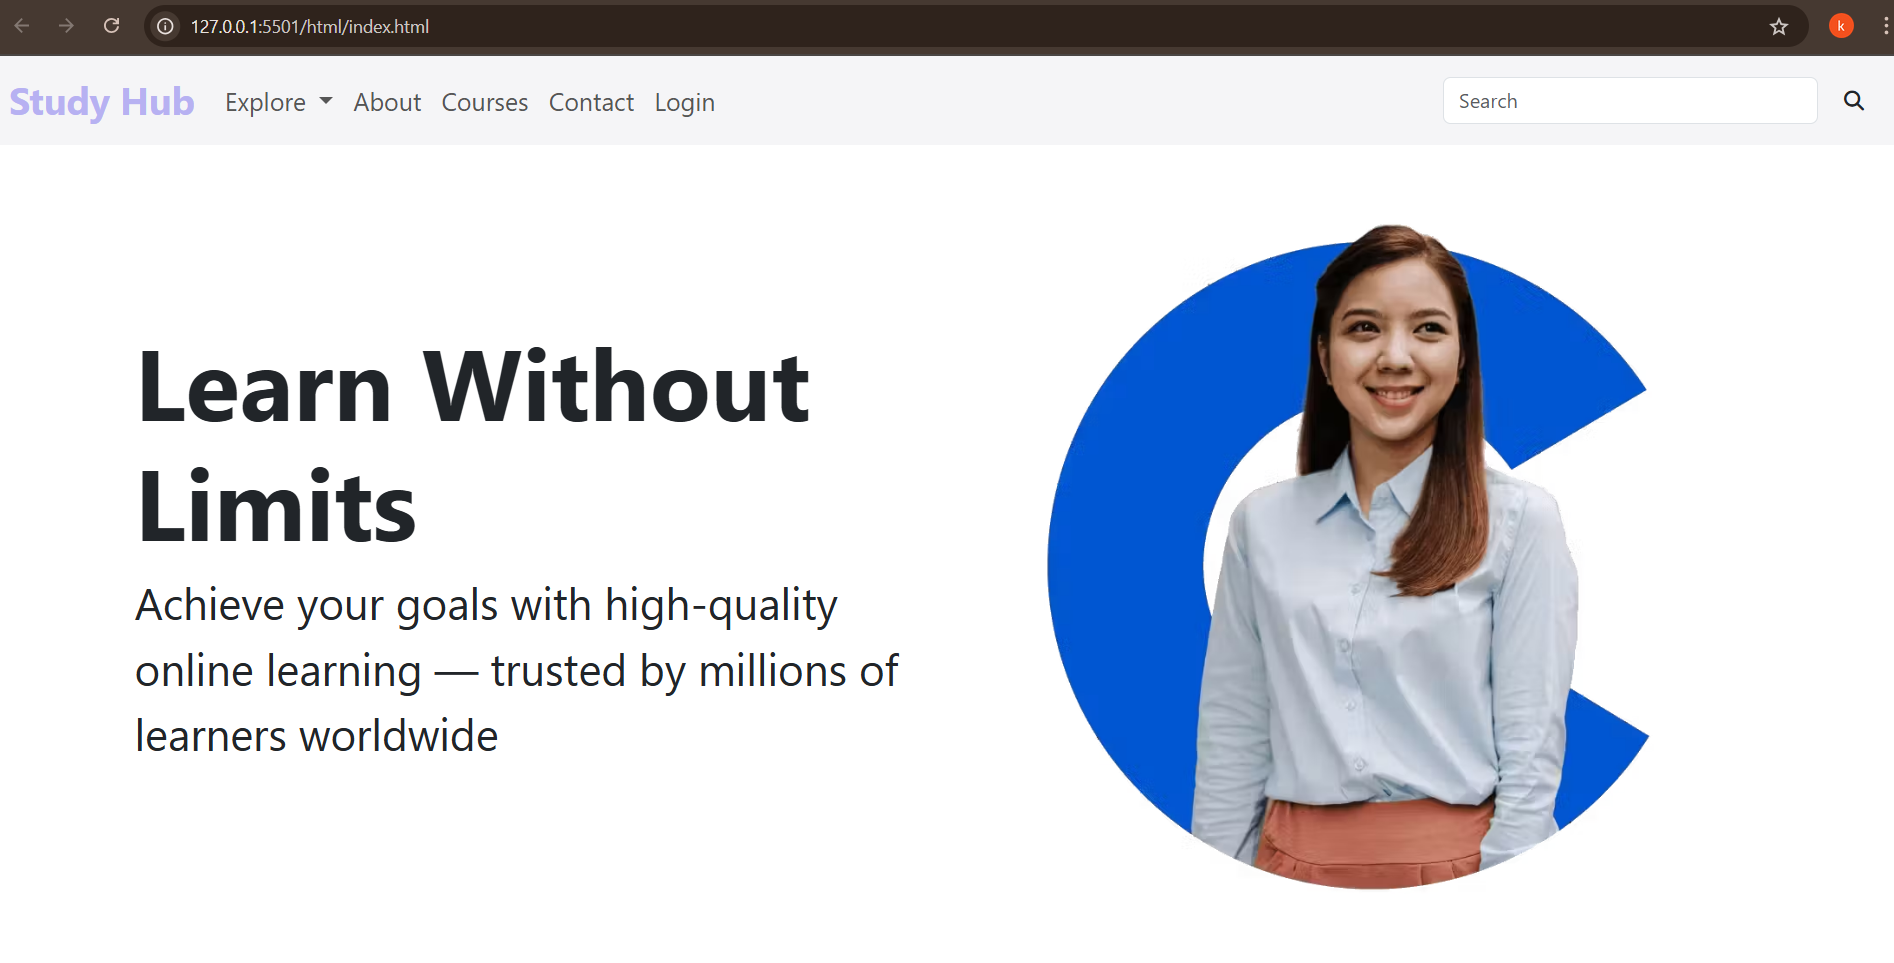 127.0.0.1:5501/html/index.html
k
Study Hub Explore About Courses Contact Login Search
Learn Without
Limits
Achieve your goals with high-quality
online learning — trusted by millions of
learners worldwide